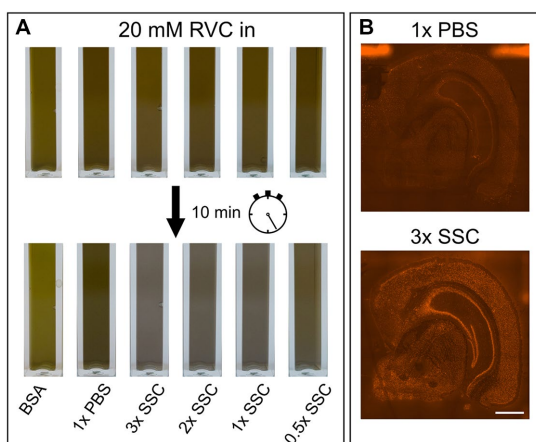 A
20 mM RVC in
10 min
BSA
1x PBS
3x SSC
2x SSC
1x SSC
0.5x SSC
B
1x PBS
3x SSC